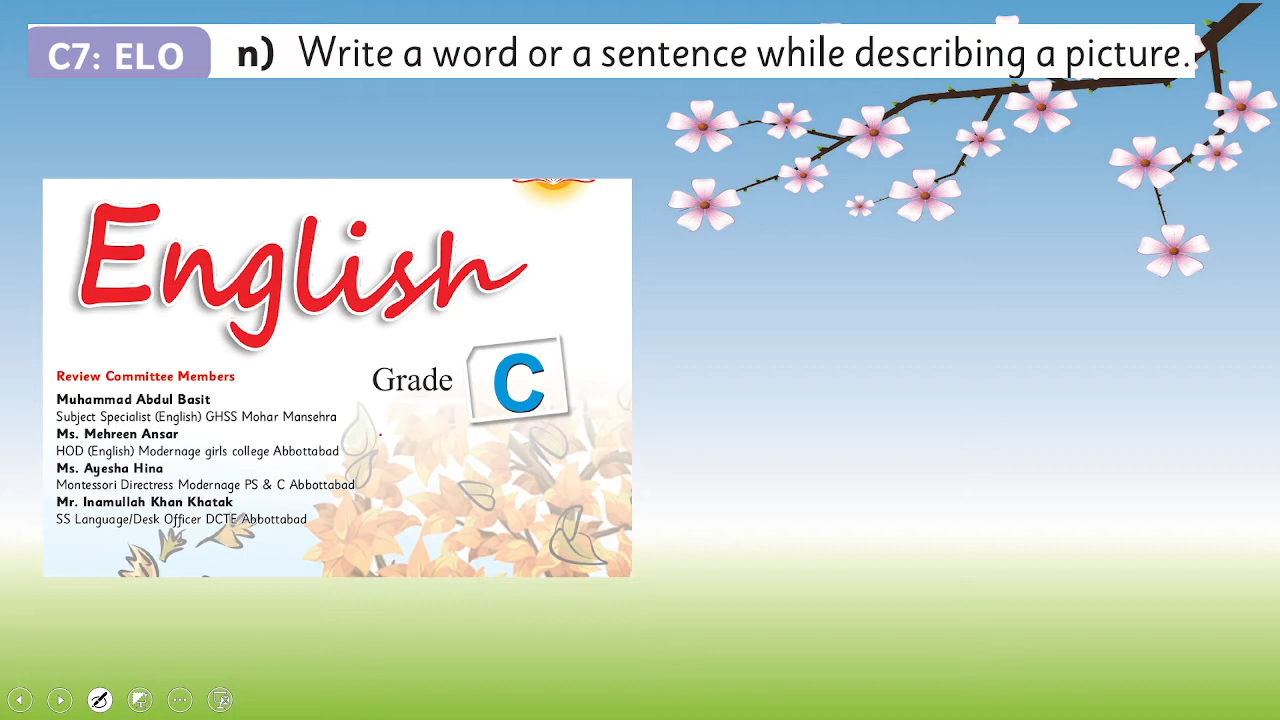 C7: ELO n) Write a word or a sentence while describing a picture.
English
Grade C
Review Committee Members
Muhammad Abdul Basit
Subject Specialist (English) GHSS Mohar Mansehra
Ms. Mehreen Ansar
HOD (English) Modernage girls college Abbottabad
Ms. Ayesha Hina
Montessori Directress Modernage PS & C Abbottabad
Mr. Inamullah Khan Khatak
SS Language/Desk Officer DCTE Abbottabad